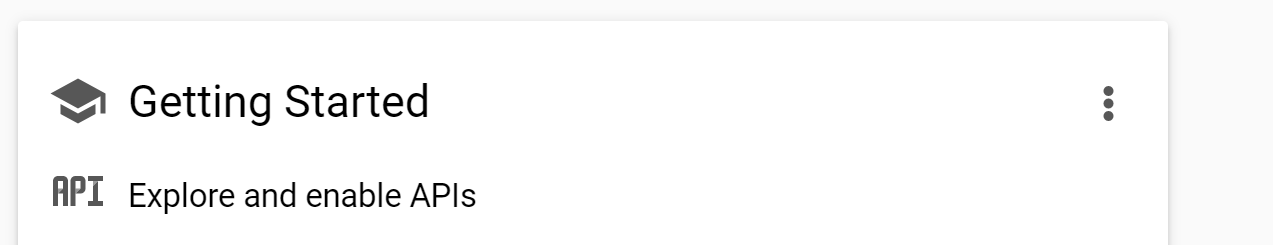 Getting Started
API Explore and enable APIs